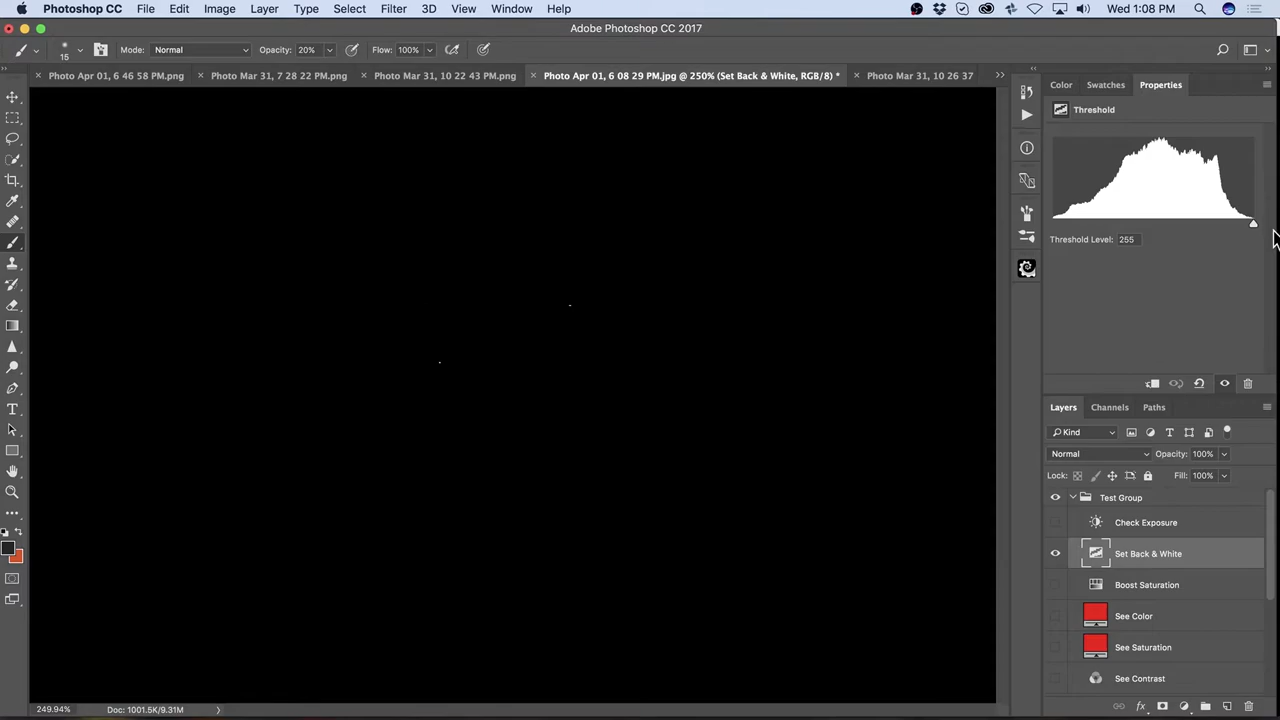 Photoshop CC File Edit Image Layer Type Select Filter 3D View Window Help Wed 1:08 PM
Adobe Photoshop CC 2017
15 Mode: Normal Opacity: 20% Flow: 100%
Photo Apr 01, 6 46 58 PM.png Photo Mar 31, 7 28 22 PM.png Photo Mar 31, 10 22 43 PM.png Photo Apr 01, 6 08 29 PM.jpg @ 250% (Set Back & White, RGB/8) * Photo Mar 31, 10 26 37
Color Swatches Properties
Threshold
Threshold Level: 255
Layers Channels Paths
Kind
Normal Opacity: 100%
Lock: Fill: 100%
Test Group
Check Exposure
Set Back & White
Boost Saturation
See Color
See Saturation
See Contrast
249.94% Doc: 1001.5K/9.31M